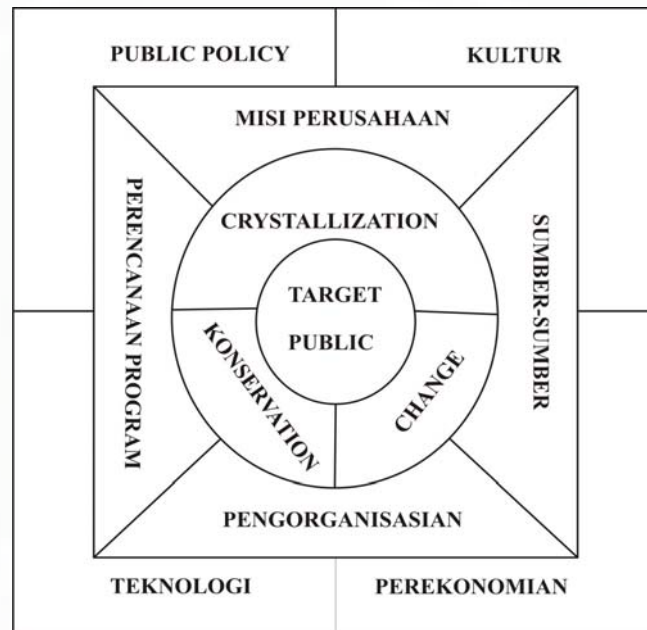 PUBLIC POLICY
KULTUR
MISI PERUSAHAAN
CRYSTALLIZATION
PERENCANAAN PROGRAM
TARGET
PUBLIC
SUMBER-SUMBER
KONSERVATION
CHANGE
PENGORGANISASIAN
TEKNOLOGI
PEREKONOMIAN